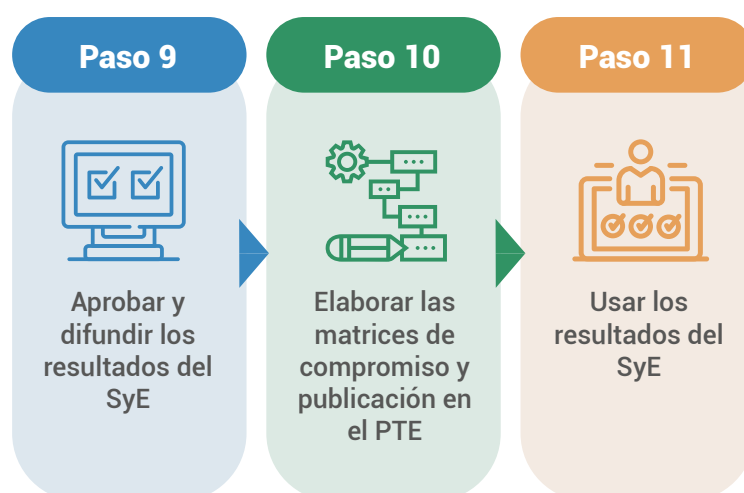 Paso 9
Aprobar y
difundir los
resultados del
SyE
Paso 10
Elaborar las
matrices de
compromiso y
publicación en
el PTE
Paso 11
Usar los
resultados del
SyE